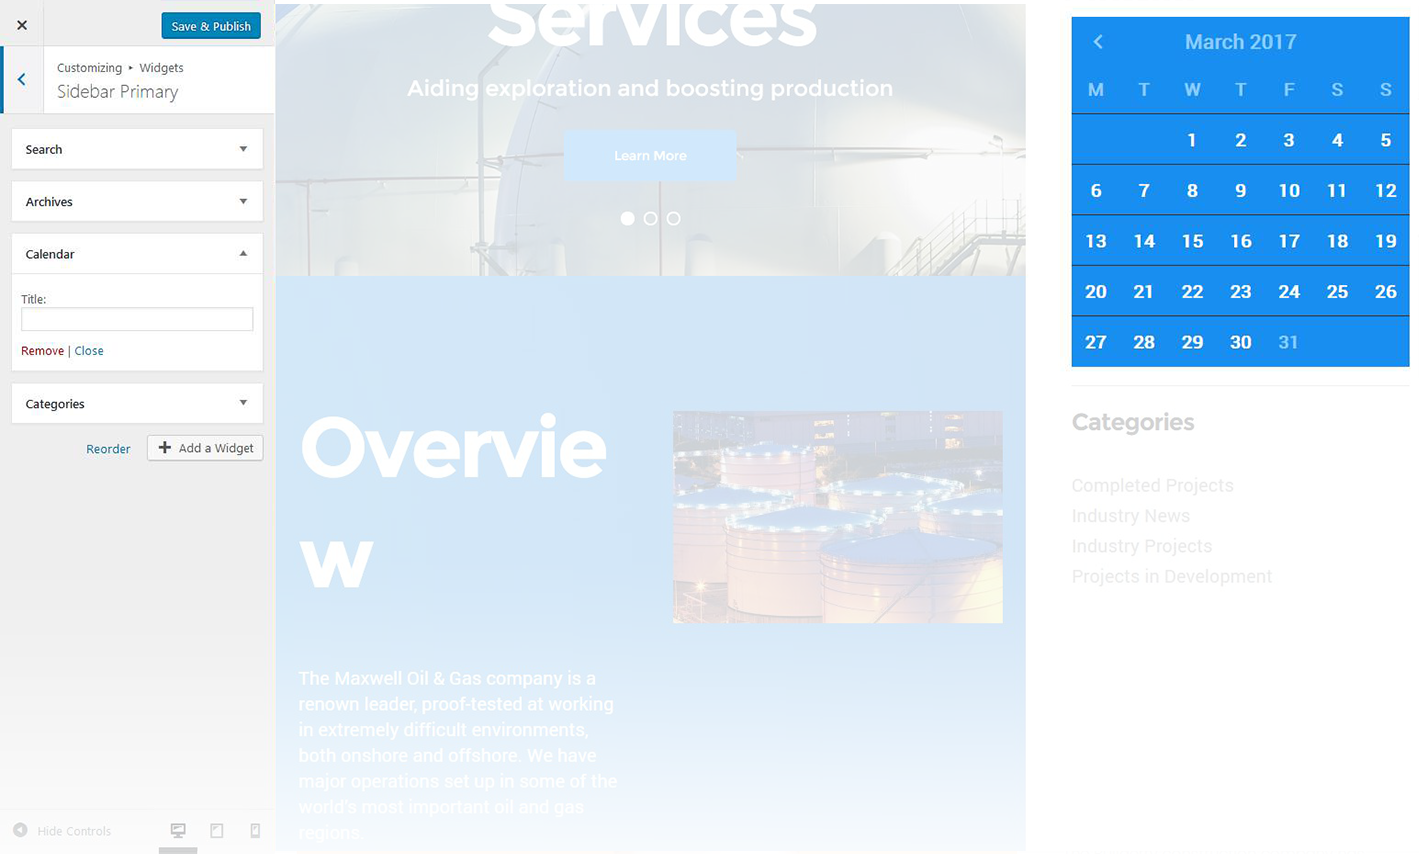 Save & Publish
Customizing ▸ Widgets
Sidebar Primary
Search
Archives
Calendar
Title:
Remove | Close
Categories
Reorder
Add a Widget
Hide Controls
Services
Aiding exploration and boosting production
Learn More
Overvie
w
The Maxwell Oil & Gas company is a
renown leader, proof-tested at working
in extremely difficult environments,
both onshore and offshore. We have
major operations set up in some of the
world's most important oil and gas
regions.
March 2017
M T W T F S S
1 2 3 4 5
6 7 8 9 10 11 12
13 14 15 16 17 18 19
20 21 22 23 24 25 26
27 28 29 30 31
Categories
Completed Projects
Industry News
Industry Projects
Projects in Development